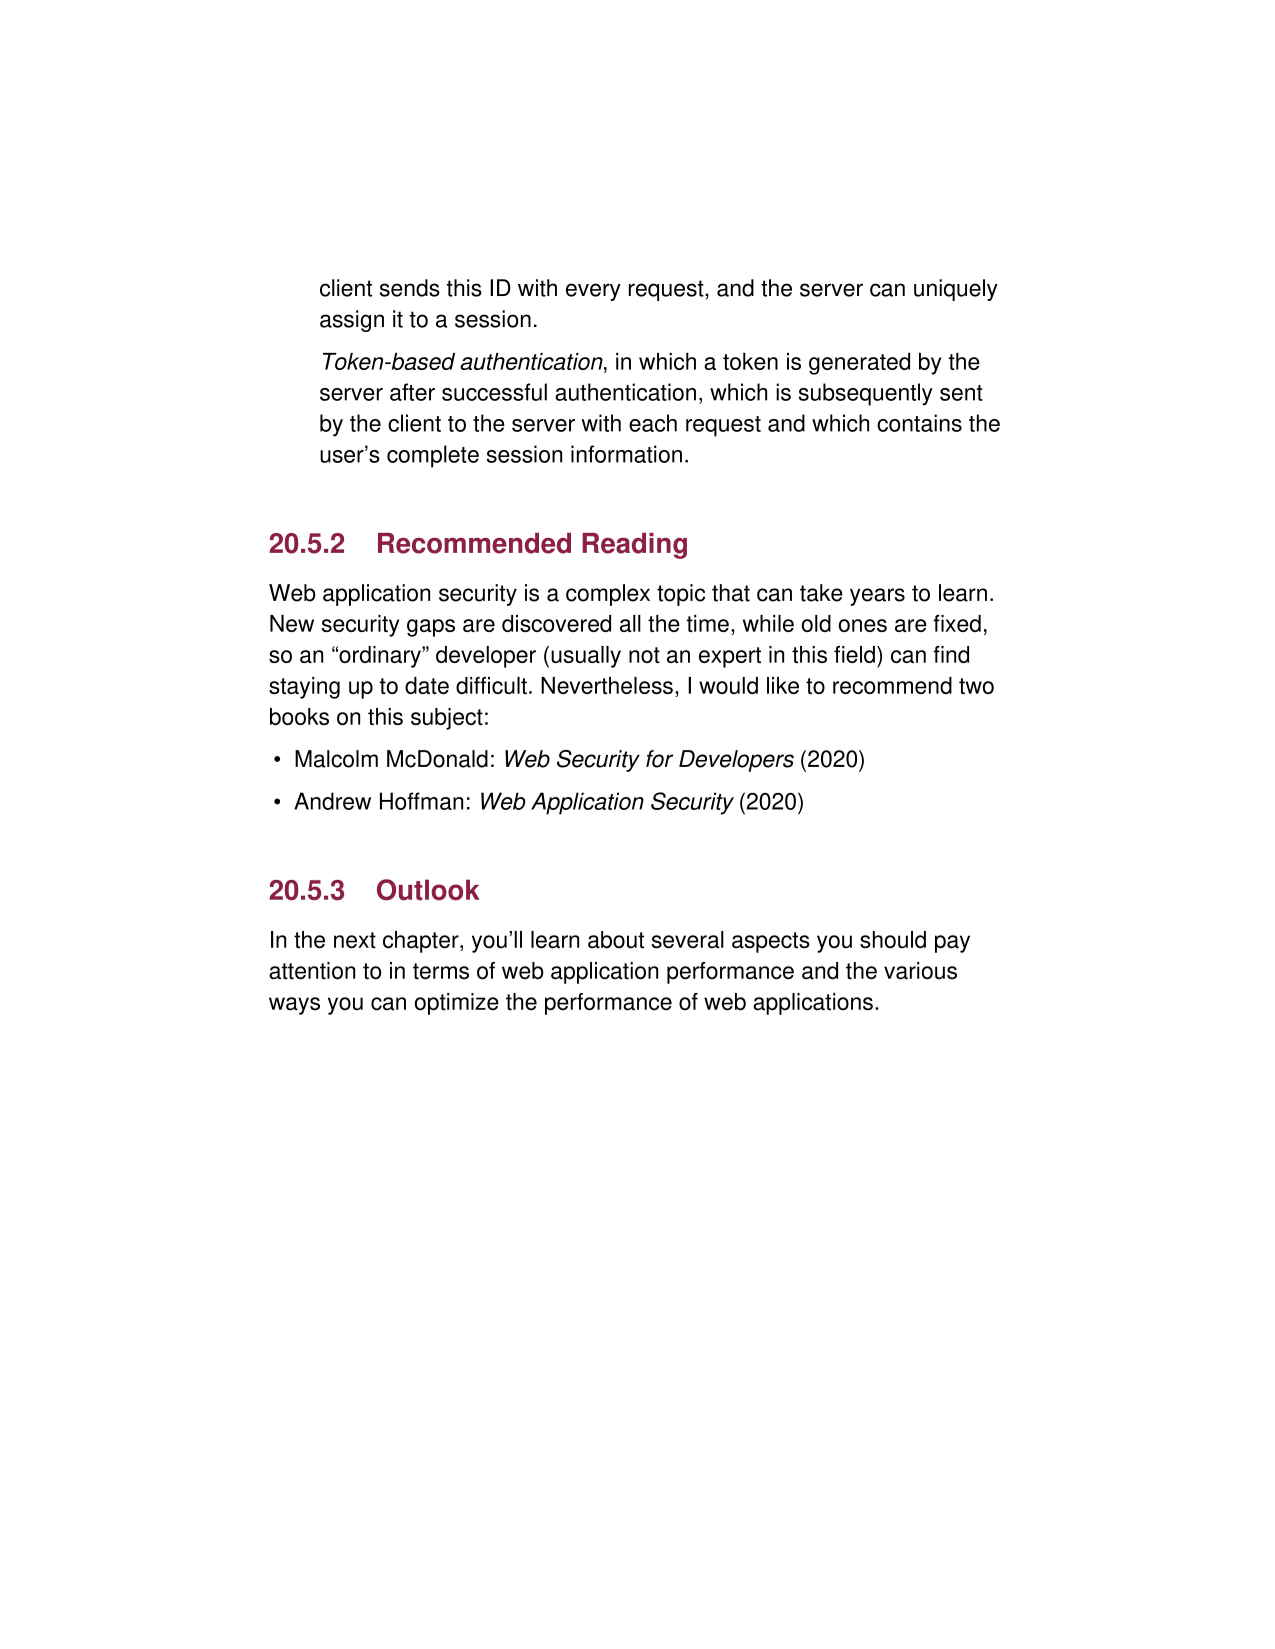 client sends this ID with every request, and the server can uniquely
assign it to a session.
Token-based authentication, in which a token is generated by the
server after successful authentication, which is subsequently sent
by the client to the server with each request and which contains the
user’s complete session information.
20.5.2 Recommended Reading
Web application security is a complex topic that can take years to learn.
New security gaps are discovered all the time, while old ones are fixed,
so an “ordinary” developer (usually not an expert in this field) can find
staying up to date difficult. Nevertheless, I would like to recommend two
books on this subject:
• Malcolm McDonald: Web Security for Developers (2020)
• Andrew Hoffman: Web Application Security (2020)
20.5.3 Outlook
In the next chapter, you’ll learn about several aspects you should pay
attention to in terms of web application performance and the various
ways you can optimize the performance of web applications.